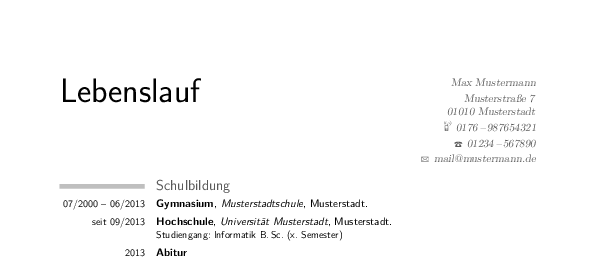 Lebenslauf
Max Mustermann
Musterstraße 7
01010 Musterstadt
0176 – 987654321
01234 – 567890
mail@mustermann.de
Schulbildung
07/2000 – 06/2013 Gymnasium, Musterstadtschule, Musterstadt.
seit 09/2013 Hochschule, Universität Musterstadt, Musterstadt.
Studiengang: Informatik B. Sc. (x. Semester)
2013 Abitur